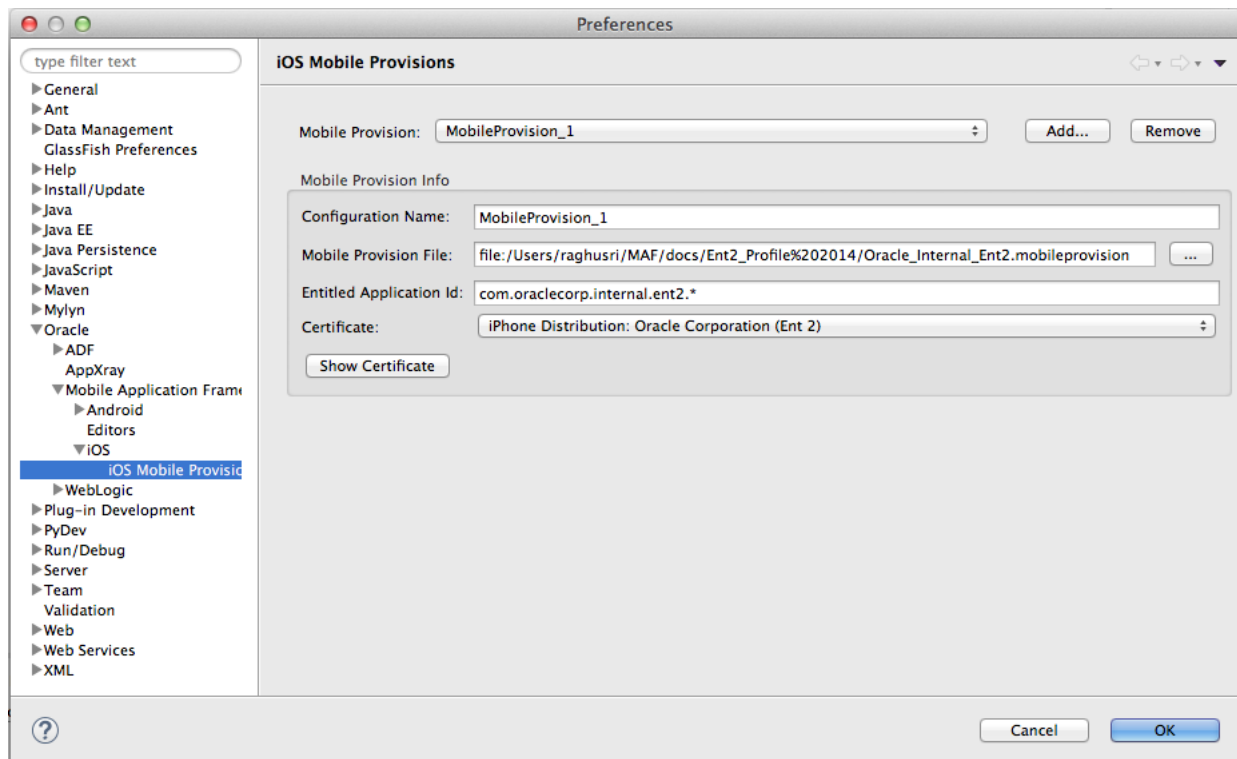 Preferences
type filter text
General
Ant
Data Management
GlassFish Preferences
Help
Install/Update
Java
Java EE
Java Persistence
JavaScript
Maven
Mylyn
Oracle
ADF
AppXray
Mobile Application Frame
Android
Editors
iOS
iOS Mobile Provisic
WebLogic
Plug-in Development
PyDev
Run/Debug
Server
Team
Validation
Web
Web Services
XML
iOS Mobile Provisions
Mobile Provision: MobileProvision_1 Add... Remove
Mobile Provision Info
Configuration Name: MobileProvision_1
Mobile Provision File: file:/Users/raghusri/MAF/docs/Ent2_Profile%202014/Oracle_Internal_Ent2.mobileprovision ...
Entitled Application Id: com.oraclecorp.internal.ent2.*
Certificate: iPhone Distribution: Oracle Corporation (Ent 2)
Show Certificate
? Cancel OK